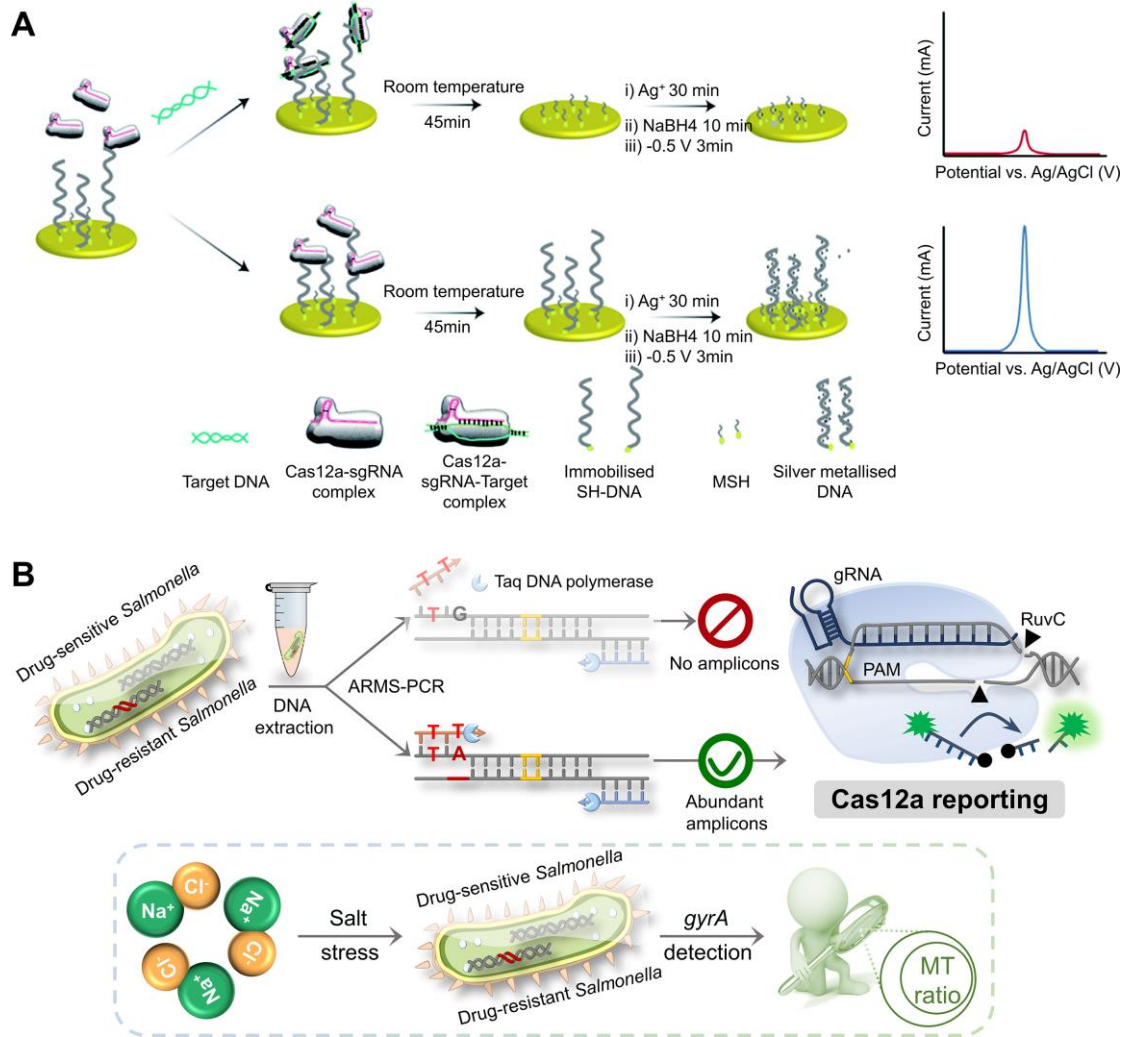 A
Room temperature
45min
i) Ag⁺ 30 min
ii) NaBH4 10 min
iii) -0.5 V 3min
Current (mA)
Potential vs. Ag/AgCl (V)
Room temperature
45min
i) Ag⁺ 30 min
ii) NaBH4 10 min
iii) -0.5 V 3min
Current (mA)
Potential vs. Ag/AgCl (V)
Target DNA
Cas12a-sgRNA
complex
Cas12a-
sgRNA-Target
complex
Immobilised
SH-DNA
MSH
Silver metallised
DNA
B
Drug-sensitive Salmonella
Drug-resistant Salmonella
DNA
extraction
ARMS-PCR
T T T
Taq DNA polymerase
T G
No amplicons
T T
T A
Abundant
amplicons
gRNA
RuvC
PAM
Cas12a reporting
Na⁺
Cl⁻
Na⁺
Cl⁻
Na⁺
Cl⁻
Salt
stress
Drug-sensitive Salmonella
Drug-resistant Salmonella
gyrA
detection
MT
ratio